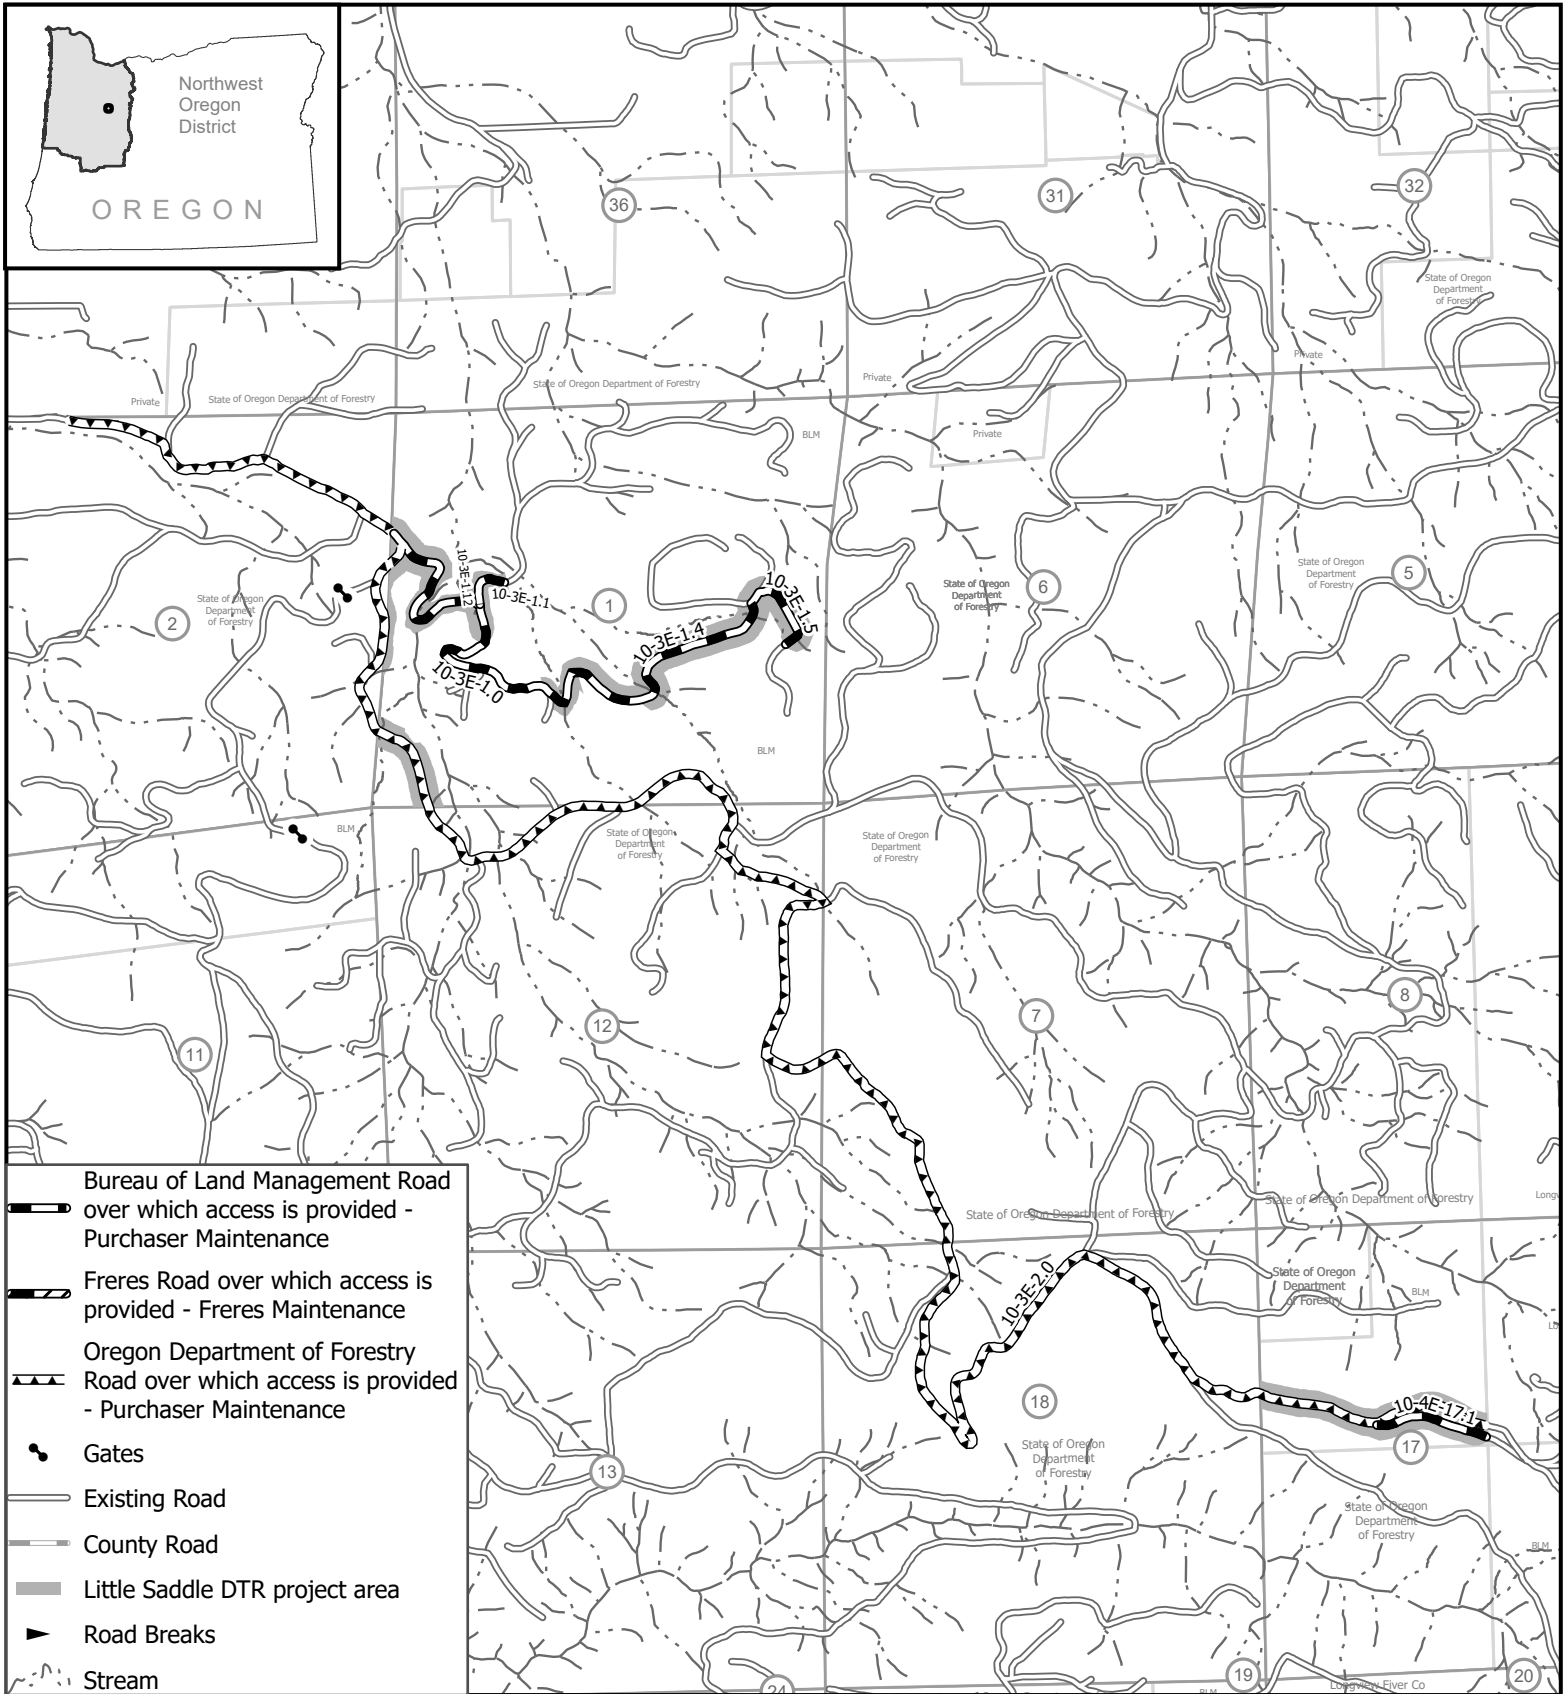 Northwest
Oregon
District
OREGON
36
31
32
State of Oregon
Department
of Forestry
Private
Private
State of Oregon Department of Forestry
Private
State of Oregon Department of Forestry
BLM
Private
10-3E-1.12
10-3E-1.1
10-3E-1.5
10-3E-1.4
10-3E-1.0
State of Oregon
Department
of Forestry
2
1
State of Oregon
Department
of Forestry
6
State of Oregon
Department
of Forestry
5
BLM
BLM
State of Oregon
Department
of Forestry
State of Oregon
Department
of Forestry
11
12
7
8
State of Oregon Department of Forestry
State of Oregon Department of Forestry
Longv
State of Oregon
Department
of Forestry
BLM
Lo
10-3E-2.0
10-4E-17.1
18
17
State of Oregon
Department
of Forestry
13
State of Oregon
Department
of Forestry
BLM
24
BLM
19
Longview Fiver Co
20
Bureau of Land Management Road
over which access is provided -
Purchaser Maintenance
Freres Road over which access is
provided - Freres Maintenance
Oregon Department of Forestry
Road over which access is provided
- Purchaser Maintenance
Gates
Existing Road
County Road
Little Saddle DTR project area
Road Breaks
Stream